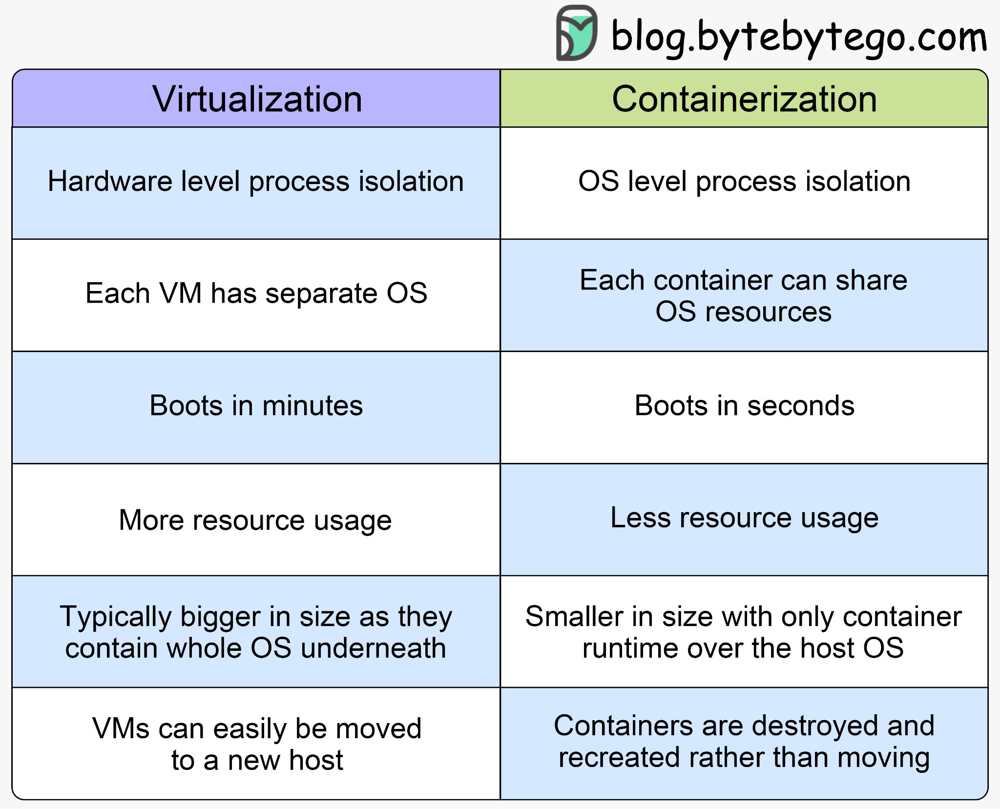 blog.bytebytego.com
Virtualization
Containerization
Hardware level process isolation
OS level process isolation
Each VM has separate OS
Each container can share
OS resources
Boots in minutes
Boots in seconds
More resource usage
Less resource usage
Typically bigger in size as they
contain whole OS underneath
Smaller in size with only container
runtime over the host OS
VMs can easily be moved
to a new host
Containers are destroyed and
recreated rather than moving